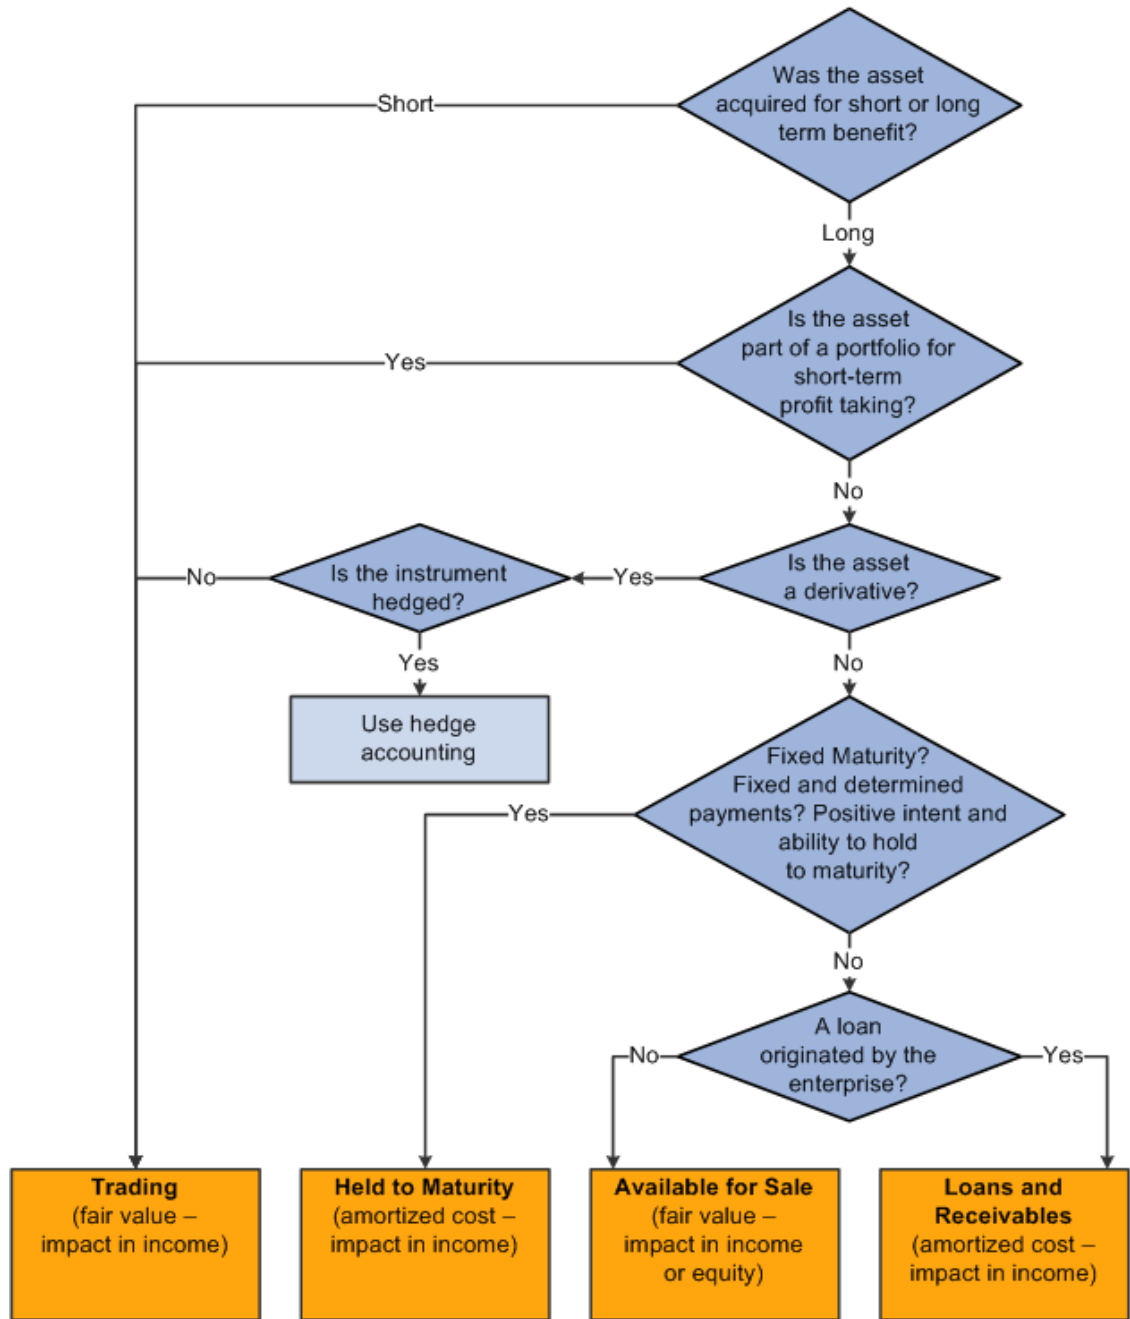 Was the asset
acquired for short or long
term benefit?
Short
Long
Is the asset
part of a portfolio for
short-term
profit taking?
Yes
No
Is the asset
a derivative?
Yes
Is the instrument
hedged?
No
Yes
No
Use hedge
accounting
Fixed Maturity?
Fixed and determined
payments? Positive intent and
ability to hold
to maturity?
Yes
No
A loan
originated by the
enterprise?
No
Yes
Trading
(fair value –
impact in income)
Held to Maturity
(amortized cost –
impact in income)
Available for Sale
(fair value –
impact in income
or equity)
Loans and
Receivables
(amortized cost –
impact in income)